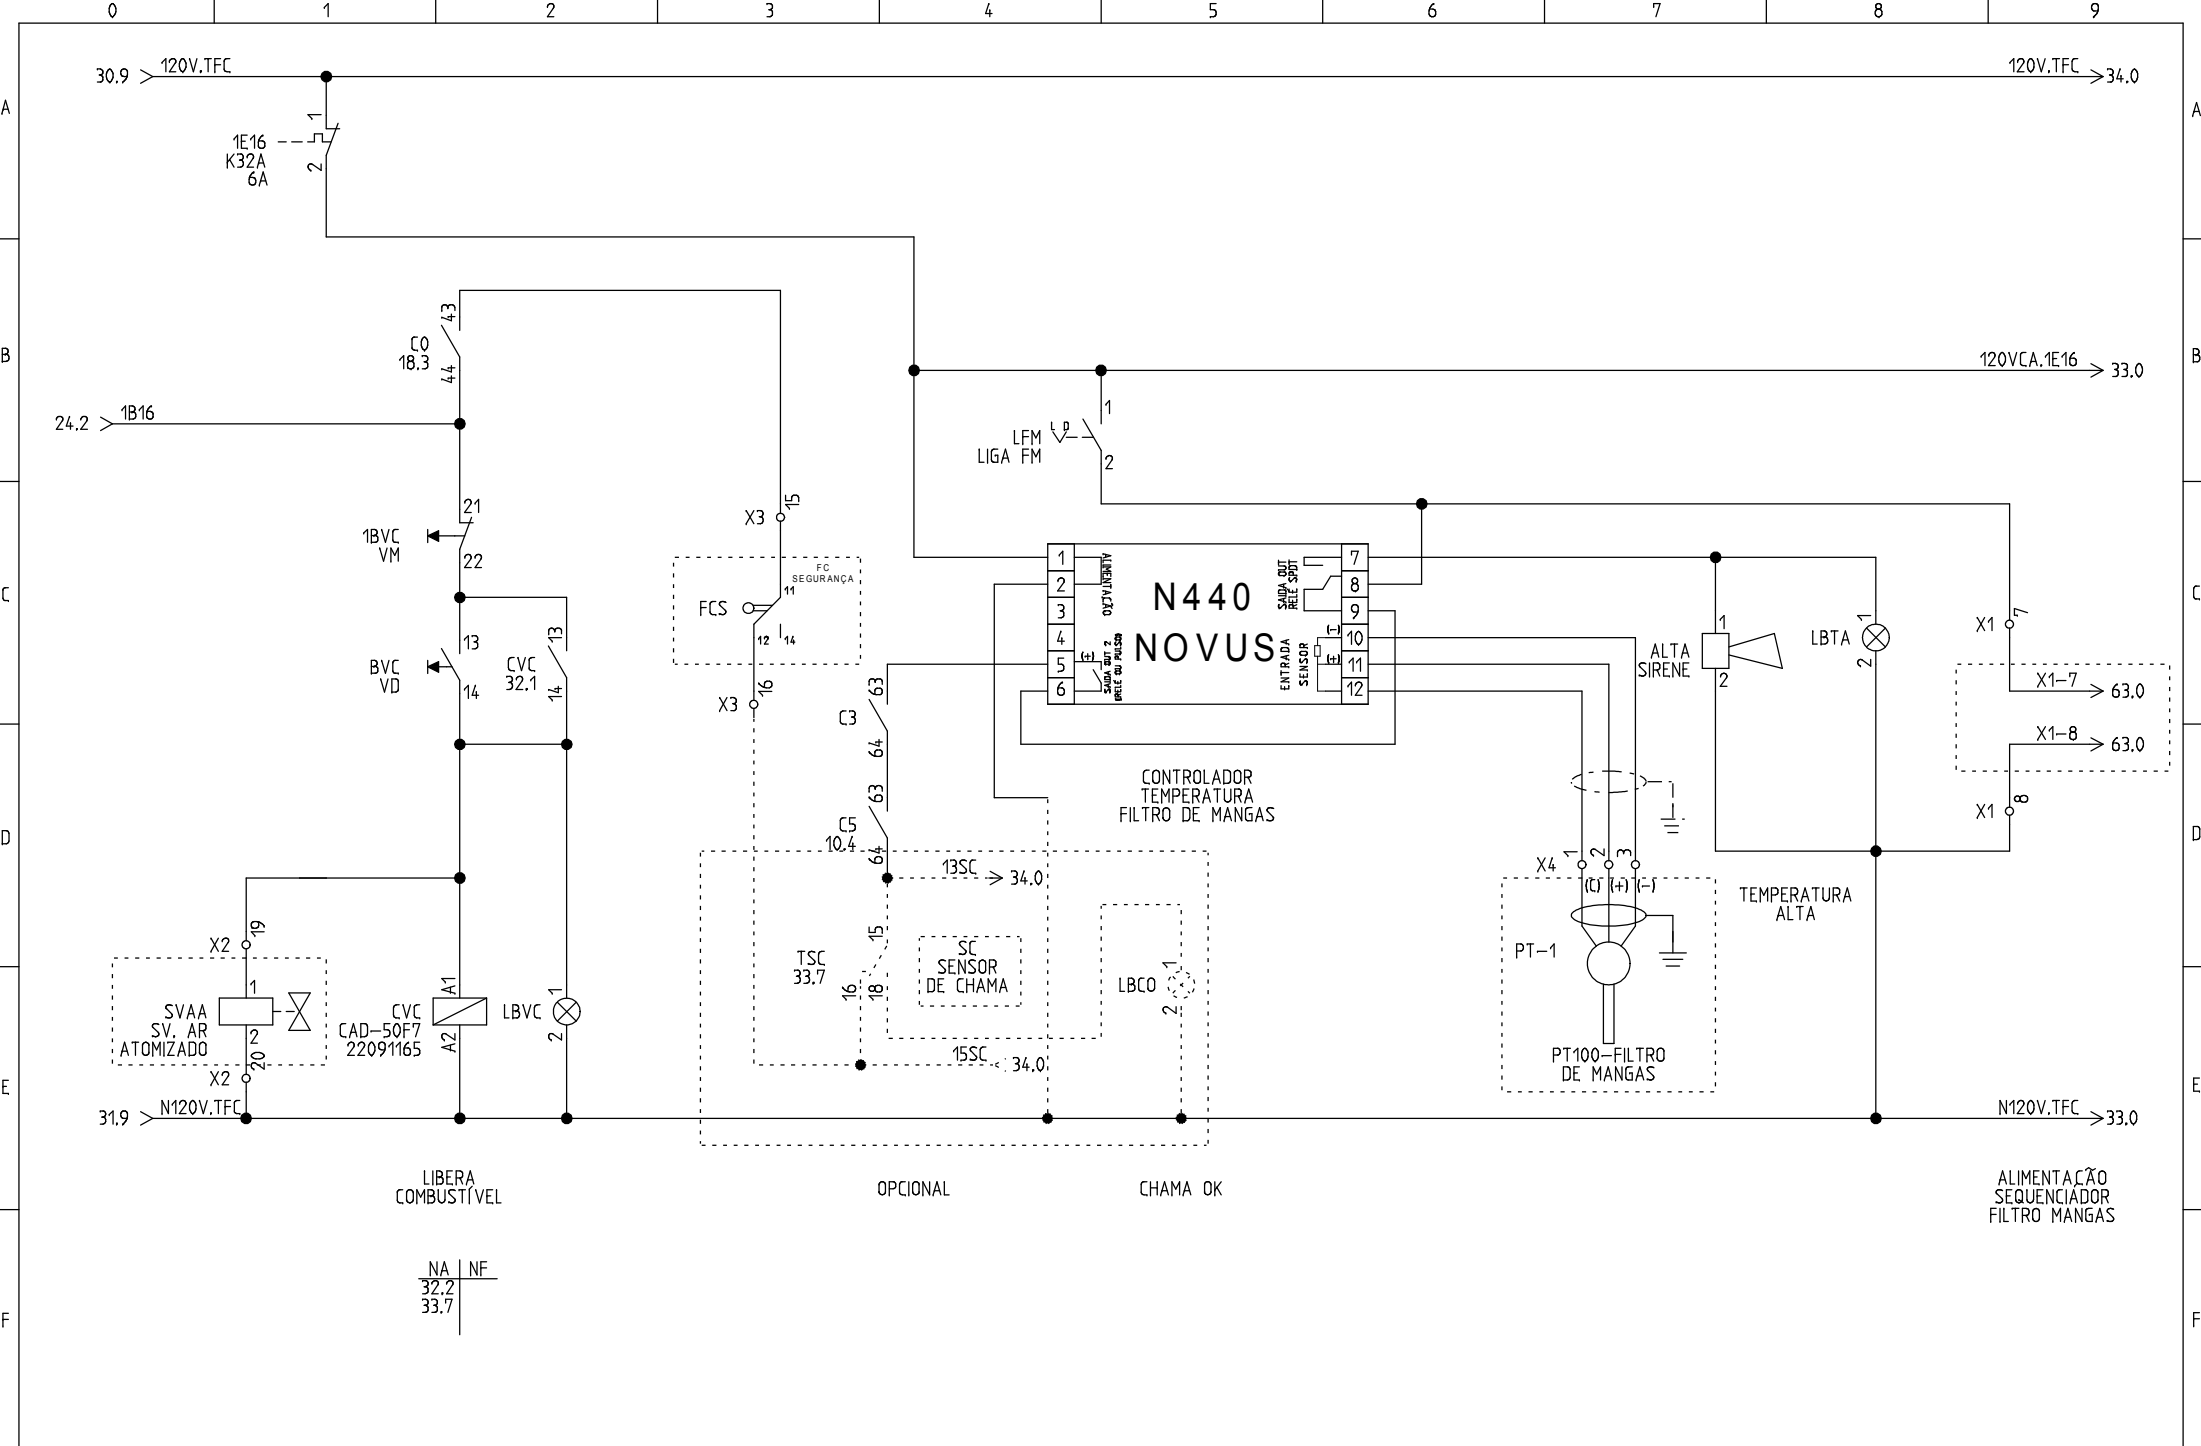 0 1 2 3 4 5 6 7 8 9
30.9 120V.TFC
120V.TFC 34.0
A A
1
1E16
K32A
6A
2
43
C0
18.3
44
B B
120VCA.1E16 33.0
24.2 1B16
1
L D
LFM
LIGA FM
2
21
1BVC
VM
22
X3 15
FC
SEGURANÇA
11
FCS
12 14
X3 16
C C
13
BVC
VD
14
13
CVC
32.1
14
1 ALIMENTAÇÃO
2
3
4
5 (+) SAIDA OUT 2
6 (RELÉ OU PULSO)
N440
NOVUS
SAIDA OUT
RELÉ SPDT
7
8
9
(-) 10
(+) 11
12
ENTRADA
SENSOR
1
ALTA
SIRENE
2
LBTA 1
2
X1 7
X1-7 63.0
X1-8 63.0
X1 8
63
C3
64
63
C5
10.4
64
CONTROLADOR
TEMPERATURA
FILTRO DE MANGAS
D D
13SC 34.0
X4 1 2 3
(C) (+) (-)
TEMPERATURA
ALTA
PT-1
PT100-FILTRO
DE MANGAS
X2 19
1
SVAA
SV. AR
ATOMIZADO
2
X2 20
A1
CVC
CAD-50F7
22091165
A2
LBVC 1
2
15
TSC
33.7
16 18
SC
SENSOR
DE CHAMA
LBCO 1
2
15SC 34.0
E E
31.9 N120V.TFC
N120V.TFC 33.0
LIBERA
COMBUSTÍVEL
OPCIONAL
CHAMA OK
ALIMENTAÇÃO
SEQUENCIADOR
FILTRO MANGAS
NA NF
32.2
33.7
F F